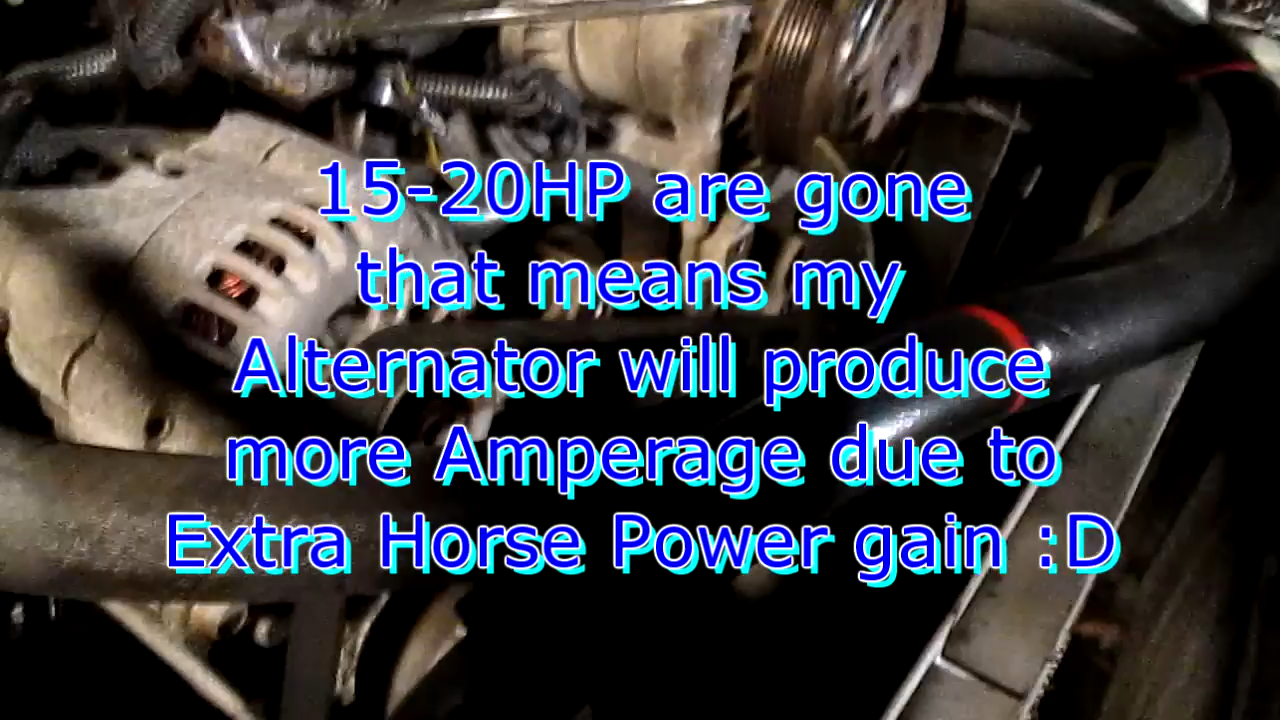 15-20HP are gone
that means my
Alternator will produce
more Amperage due to
Extra Horse Power gain :D